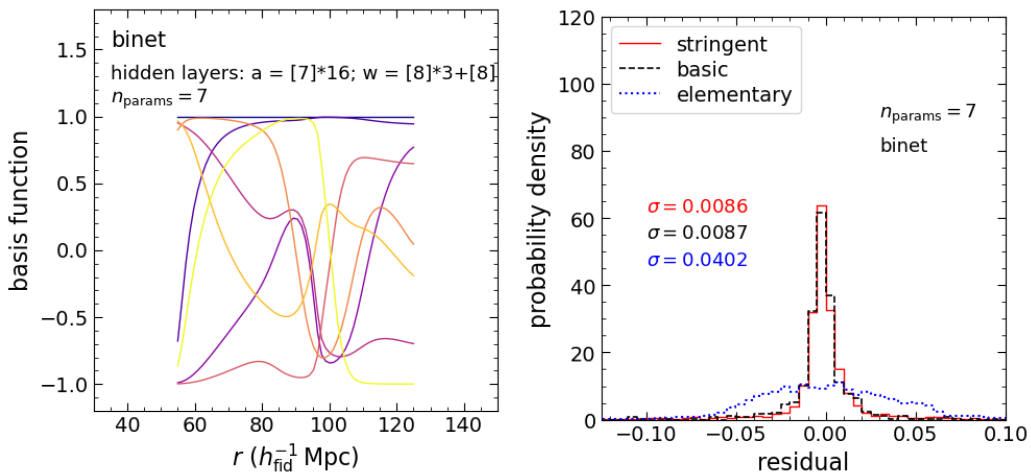 binet
hidden layers: a = [7]*16; w = [8]*3+[8]
n_params = 7
1.5
1.0
0.5
0.0
−0.5
−1.0
basis function
40 60 80 100 120 140
r (h_fid^−1 Mpc)
120
100
80
60
40
20
0
probability density
stringent
basic
elementary
n_params = 7
binet
σ = 0.0086
σ = 0.0087
σ = 0.0402
−0.10 −0.05 0.00 0.05 0.10
residual